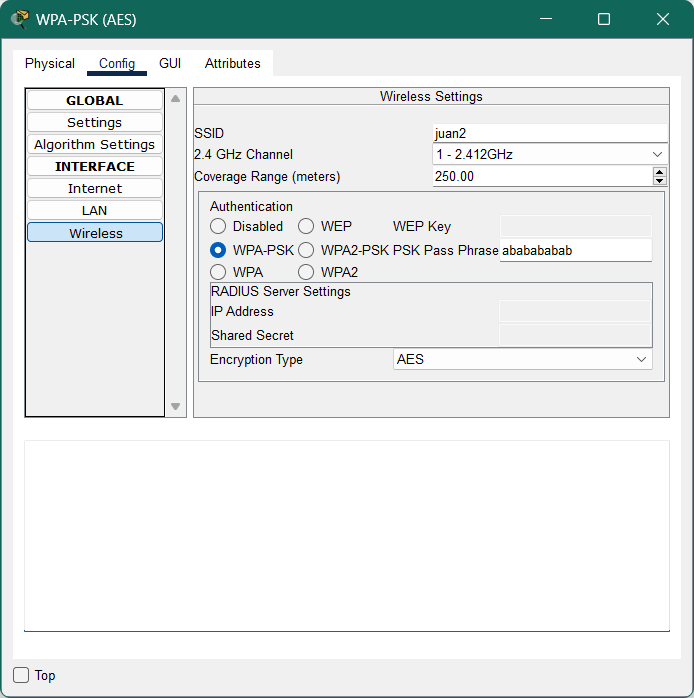 WPA-PSK (AES)
Physical Config GUI Attributes
GLOBAL
Settings
Algorithm Settings
INTERFACE
Internet
LAN
Wireless
Wireless Settings
SSID juan2
2.4 GHz Channel 1 - 2.412GHz
Coverage Range (meters) 250.00
Authentication
Disabled WEP WEP Key
WPA-PSK WPA2-PSK PSK Pass Phrase ababababab
WPA WPA2
RADIUS Server Settings
IP Address
Shared Secret
Encryption Type AES
Top